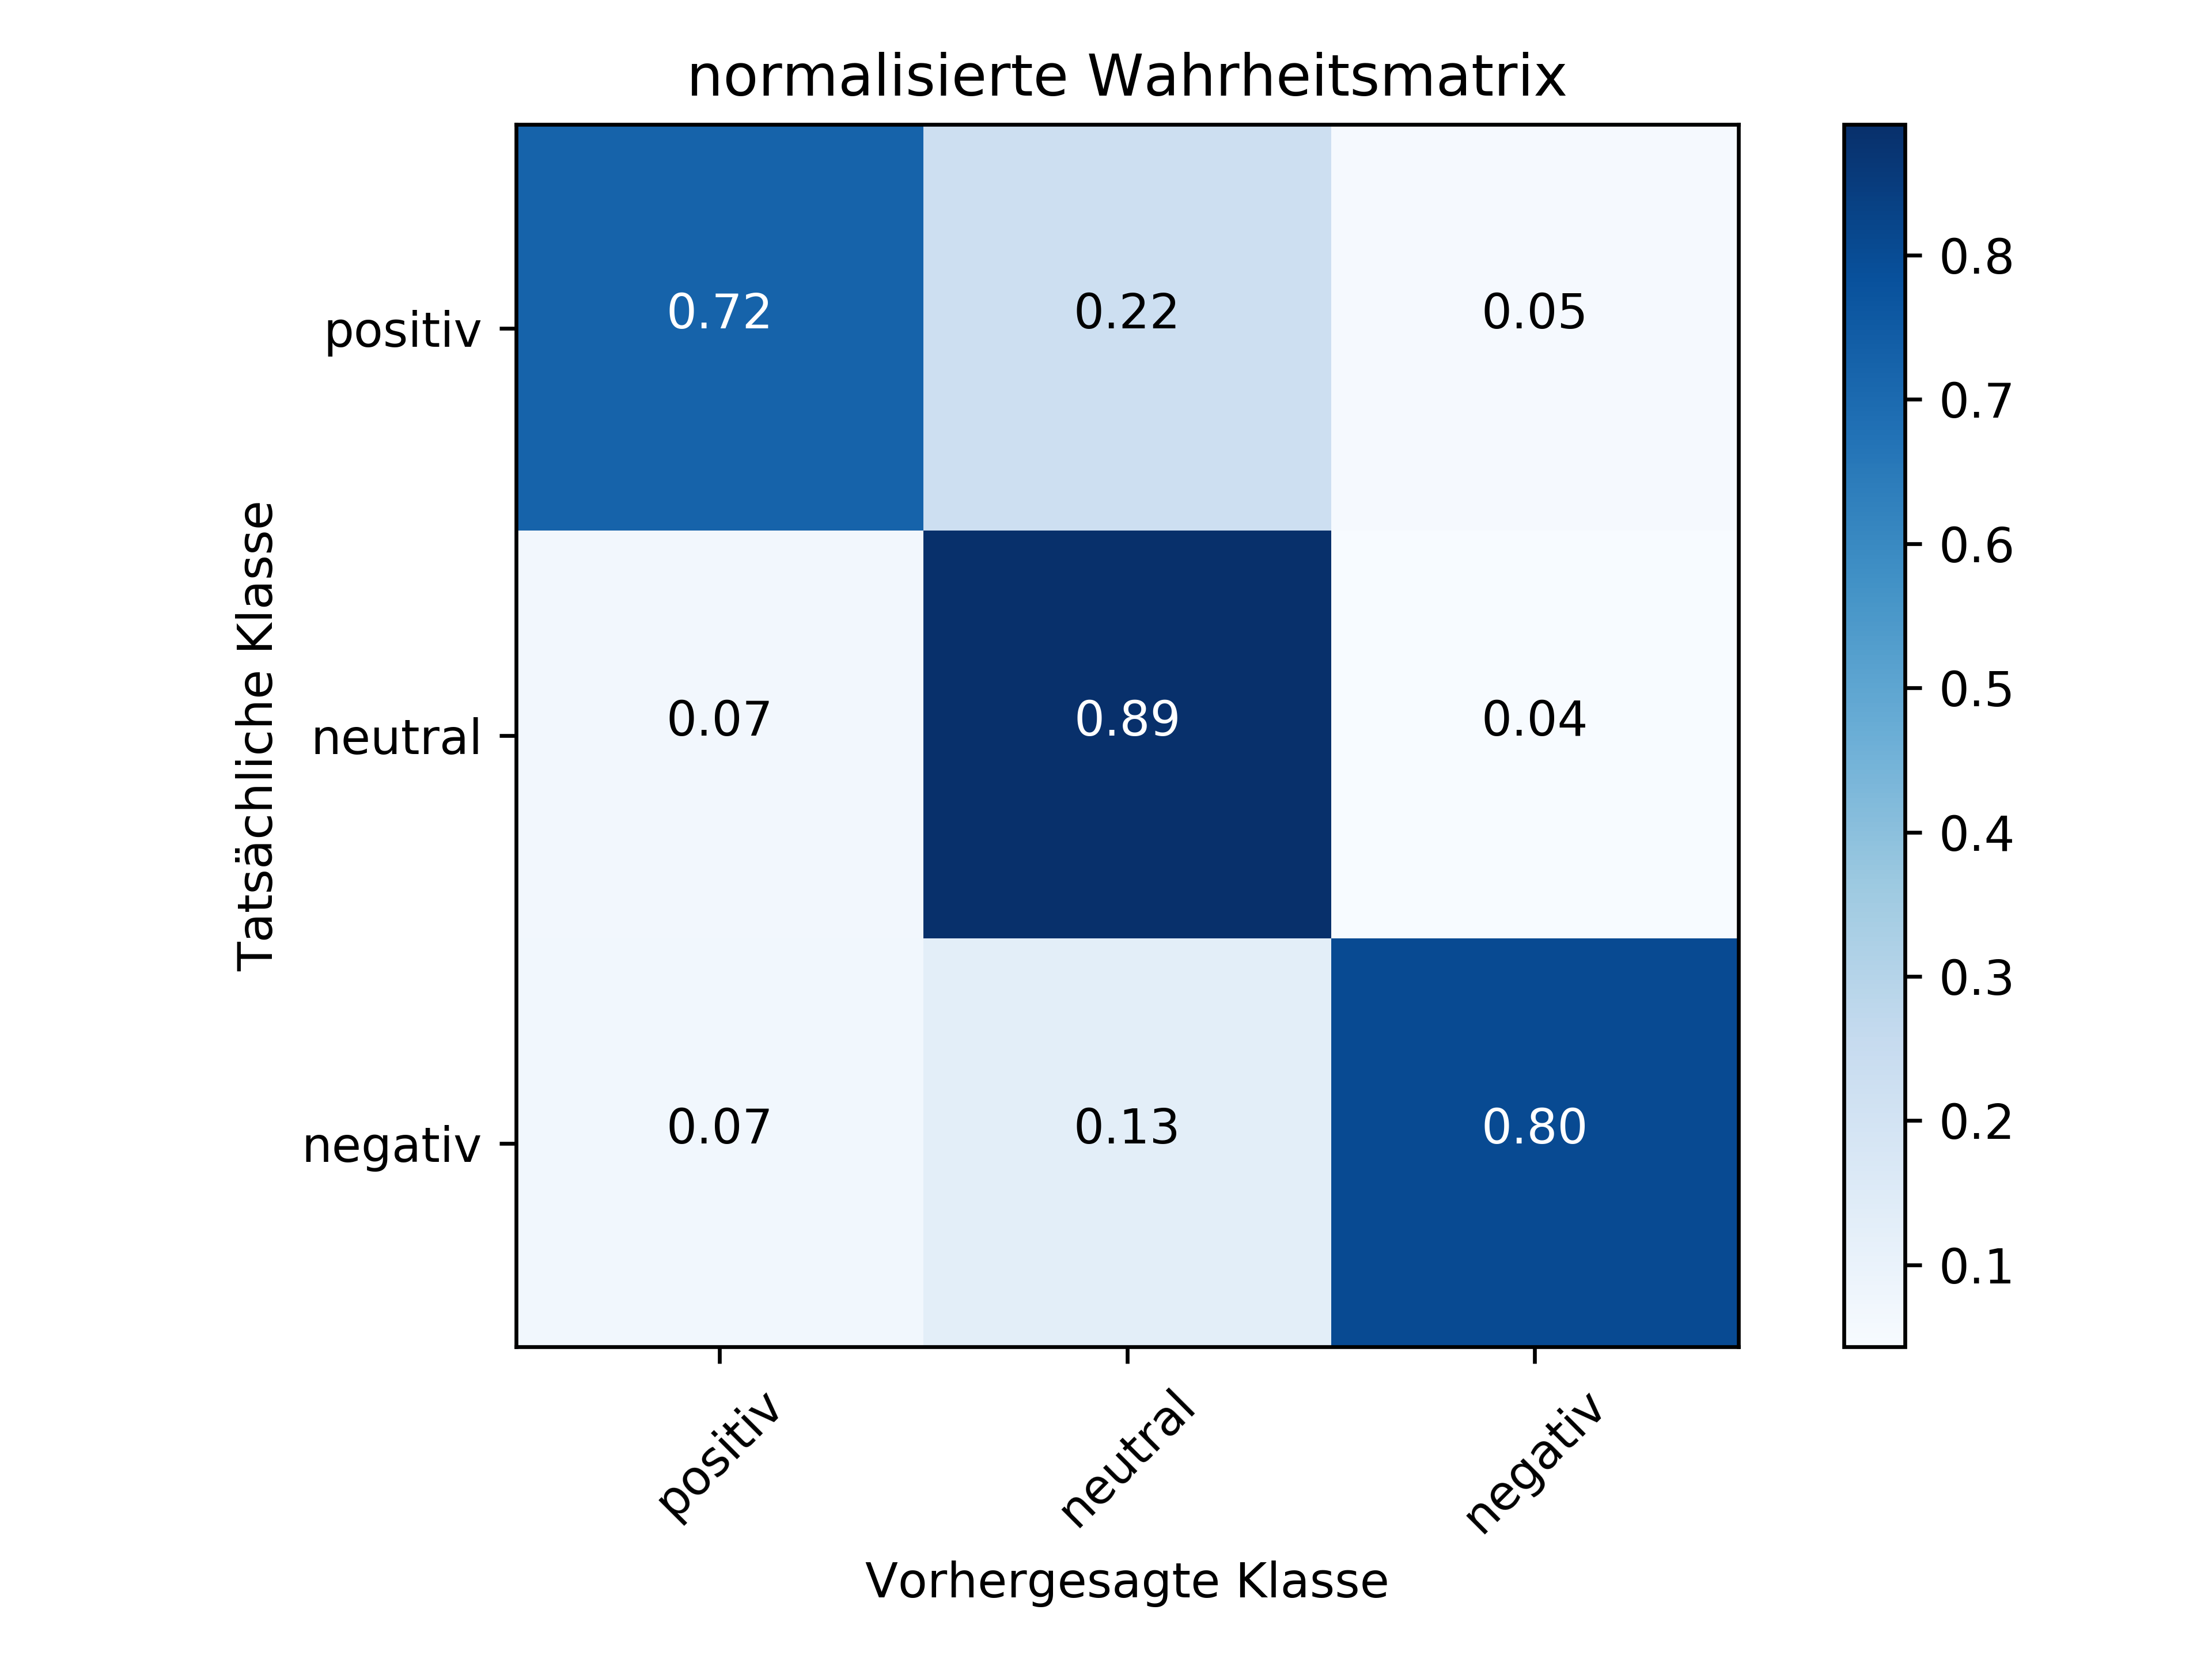 normalisierte Wahrheitsmatrix
Tatsächliche Klasse
positiv
0.72 0.22 0.05
neutral
0.07 0.89 0.04
negativ
0.07 0.13 0.80
positiv neutral negativ
Vorhergesagte Klasse
0.8
0.7
0.6
0.5
0.4
0.3
0.2
0.1